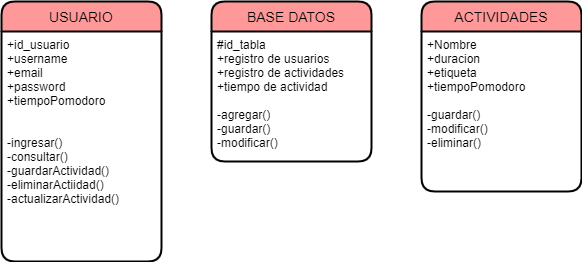 USUARIO
+id_usuario
+username
+email
+password
+tiempoPomodoro
-ingresar()
-consultar()
-guardarActividad()
-eliminarActiidad()
-actualizarActividad()
BASE DATOS
#id_tabla
+registro de usuarios
+registro de actividades
+tiempo de actividad
-agregar()
-guardar()
-modificar()
ACTIVIDADES
+Nombre
+duracion
+etiqueta
+tiempoPomodoro
-guardar()
-modificar()
-eliminar()